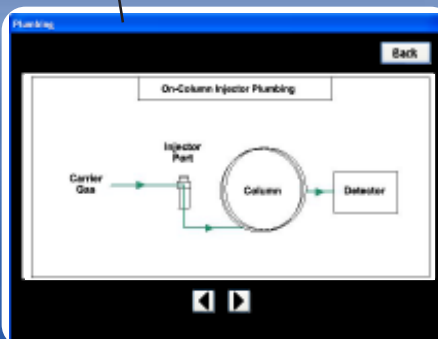 Plumbing
Back
On-Column Injector Plumbing
Injector
Port
Carrier
Gas
Column
Detector